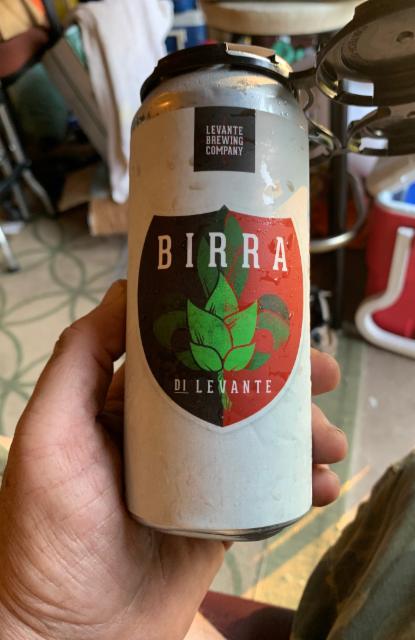 LEVANTE
BREWING
COMPANY
BIRRA
DI LEVANTE